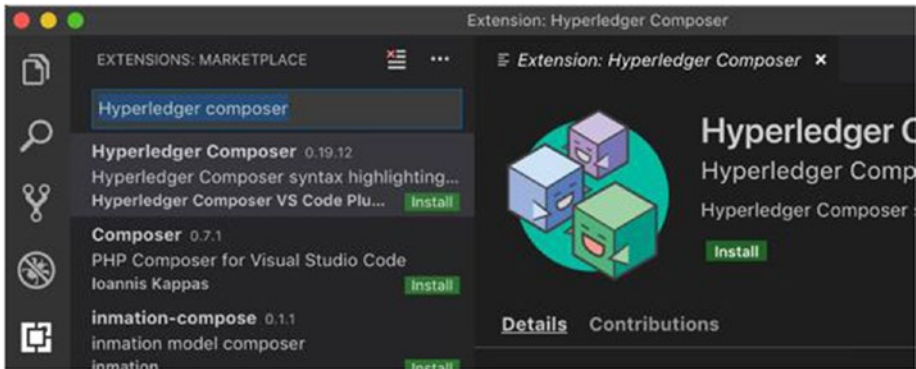 Extension: Hyperledger Composer
EXTENSIONS: MARKETPLACE
Hyperledger composer
Hyperledger Composer 0.19.12
Hyperledger Composer syntax highlighting...
Hyperledger Composer VS Code Plu... Install
Composer 0.7.1
PHP Composer for Visual Studio Code
Ioannis Kappas Install
inmation-compose 0.1.1
inmation model composer
inmation Install
Extension: Hyperledger Composer
Hyperledger C
Hyperledger Comp
Hyperledger Composer
Install
Details Contributions